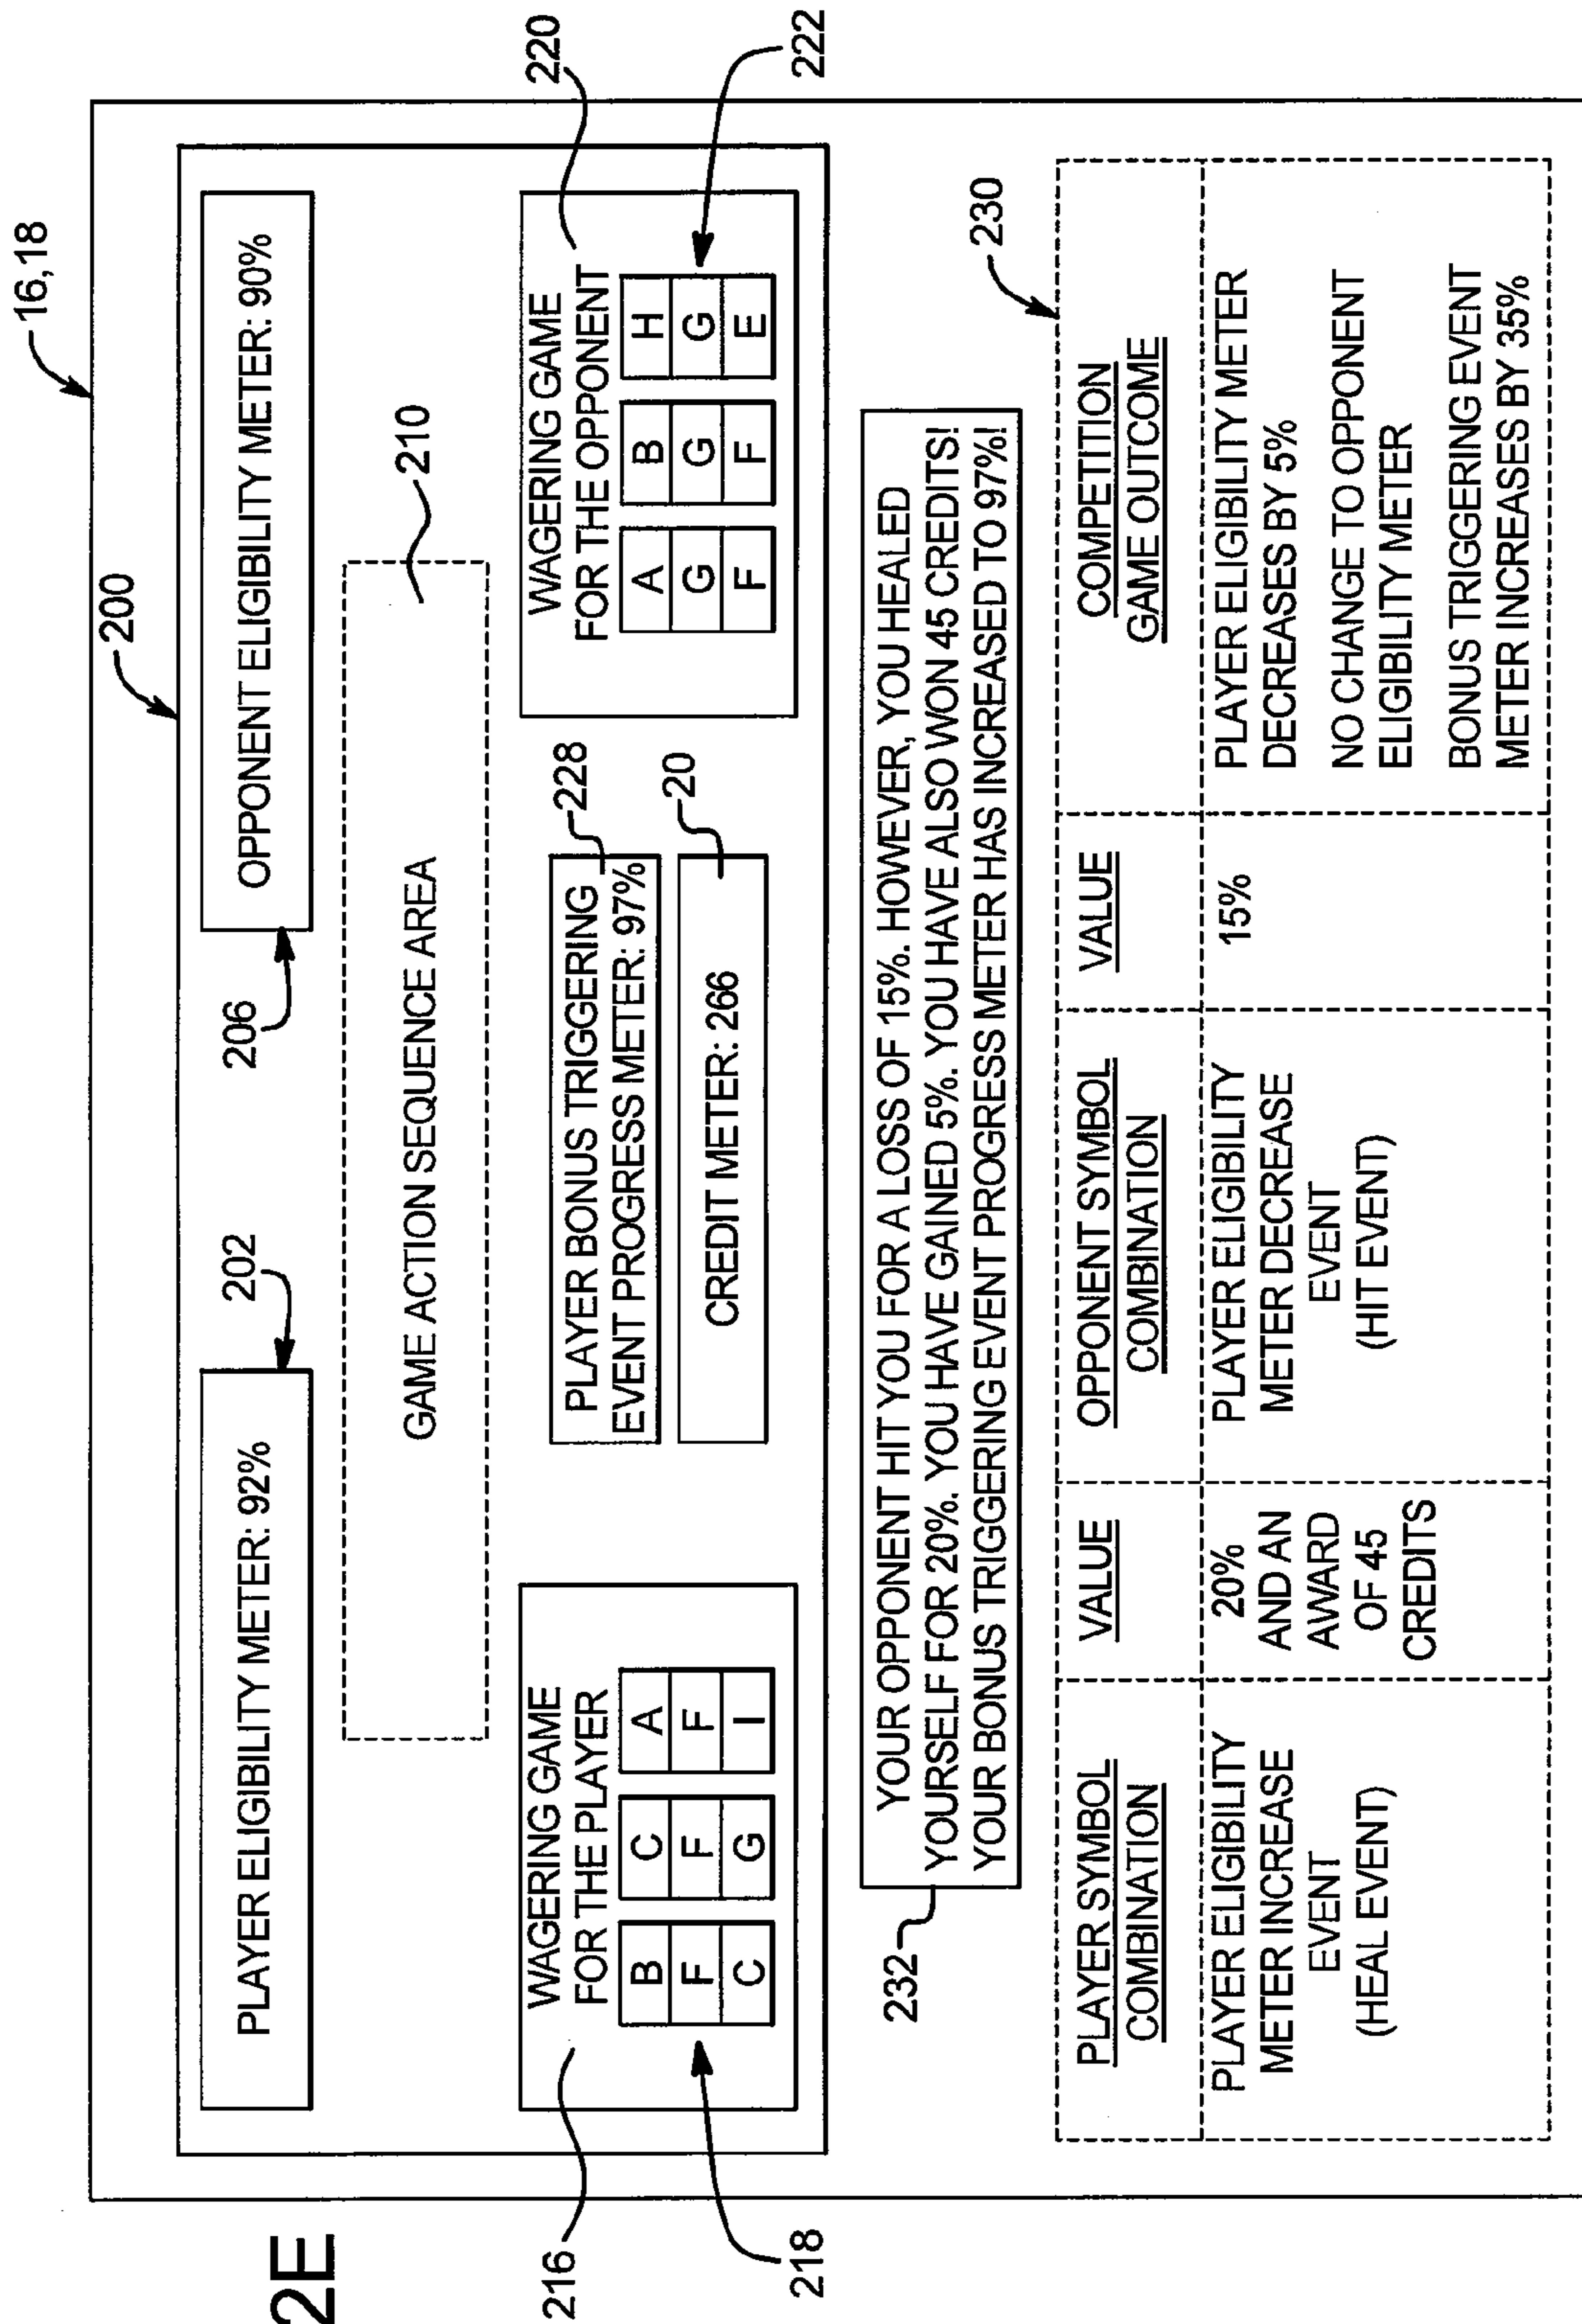 2E
16,18
200
202
206
PLAYER ELIGIBILITY METER: 92%
OPPONENT ELIGIBILITY METER: 90%
GAME ACTION SEQUENCE AREA
210
216
WAGERING GAME
FOR THE PLAYER
B C A
F F F
C G I
218
PLAYER BONUS TRIGGERING
EVENT PROGRESS METER: 97%
228
CREDIT METER: 266
20
WAGERING GAME
FOR THE OPPONENT
A B H
G G G
F F E
220
222
232
YOUR OPPONENT HIT YOU FOR A LOSS OF 15%. HOWEVER, YOU HEALED
YOURSELF FOR 20%. YOU HAVE GAINED 5%. YOU HAVE ALSO WON 45 CREDITS!
YOUR BONUS TRIGGERING EVENT PROGRESS METER HAS INCREASED TO 97%!
230
PLAYER SYMBOL
COMBINATION
VALUE
OPPONENT SYMBOL
COMBINATION
VALUE
COMPETITION
GAME OUTCOME
PLAYER ELIGIBILITY
METER INCREASE
EVENT
(HEAL EVENT)
20%
AND AN
AWARD
OF 45
CREDITS
PLAYER ELIGIBILITY
METER DECREASE
EVENT
(HIT EVENT)
15%
PLAYER ELIGIBILITY METER
DECREASES BY 5%
NO CHANGE TO OPPONENT
ELIGIBILITY METER
BONUS TRIGGERING EVENT
METER INCREASES BY 35%